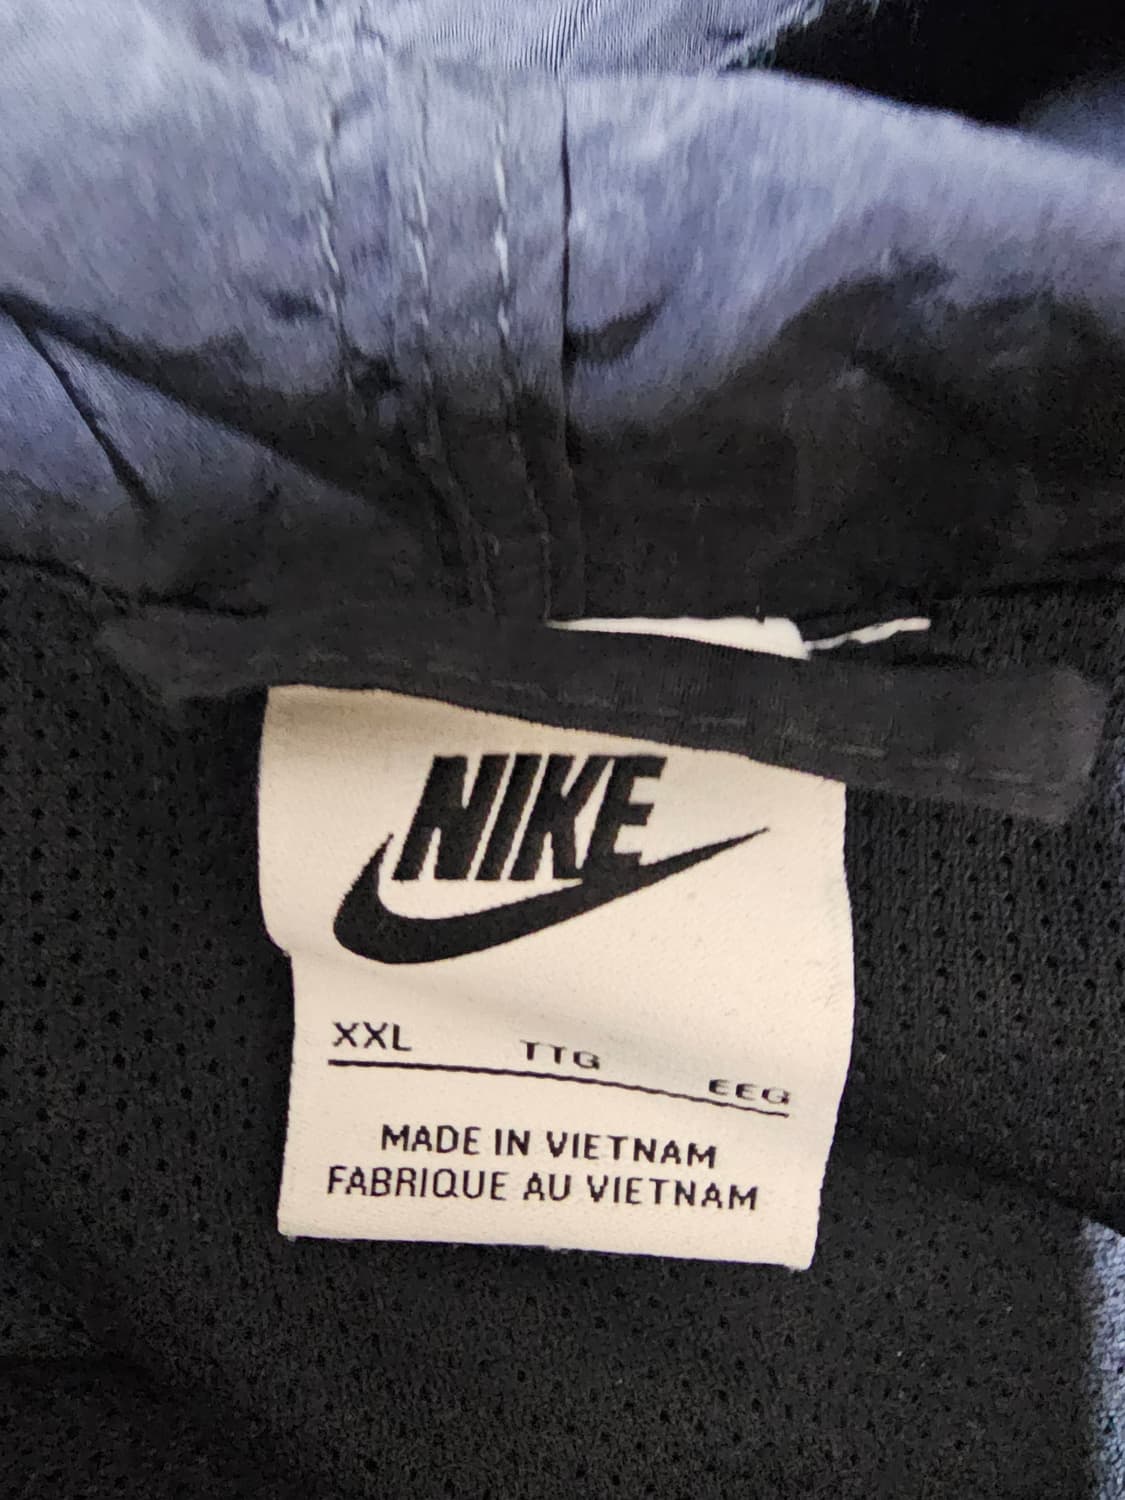 NIKE
XXL TTG EEG
MADE IN VIETNAM
FABRIQUE AU VIETNAM